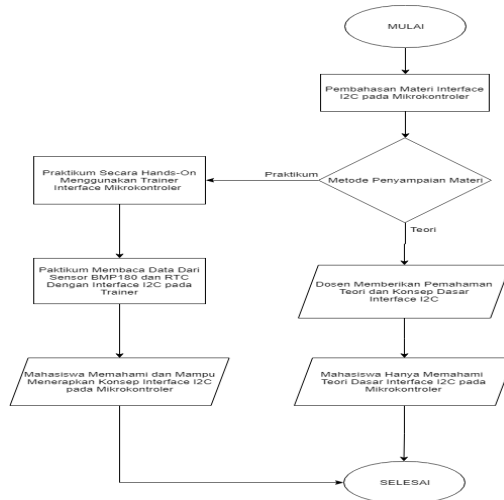 MULAI
Pembahasan Materi Interface
I2C pada Mikrokontroler
Metode Penyampaian Materi
Praktikum
Teori
Praktikum Secara Hands-On
Menggunakan Trainer
Interface Mikrokontroler
Paktikum Membaca Data Dari
Sensor BMP180 dan RTC
Dengan Interface I2C pada
Trainer
Mahasiswa Memahami dan Mampu
Menerapkan Konsep Interface I2C
pada Mikrokontroler
Dosen Memberikan Pemahaman
Teori dan Konsep Dasar
Interface I2C
Mahasiswa Hanya Memahami
Teori Dasar Interface I2C pada
Mikrokontroler
SELESAI